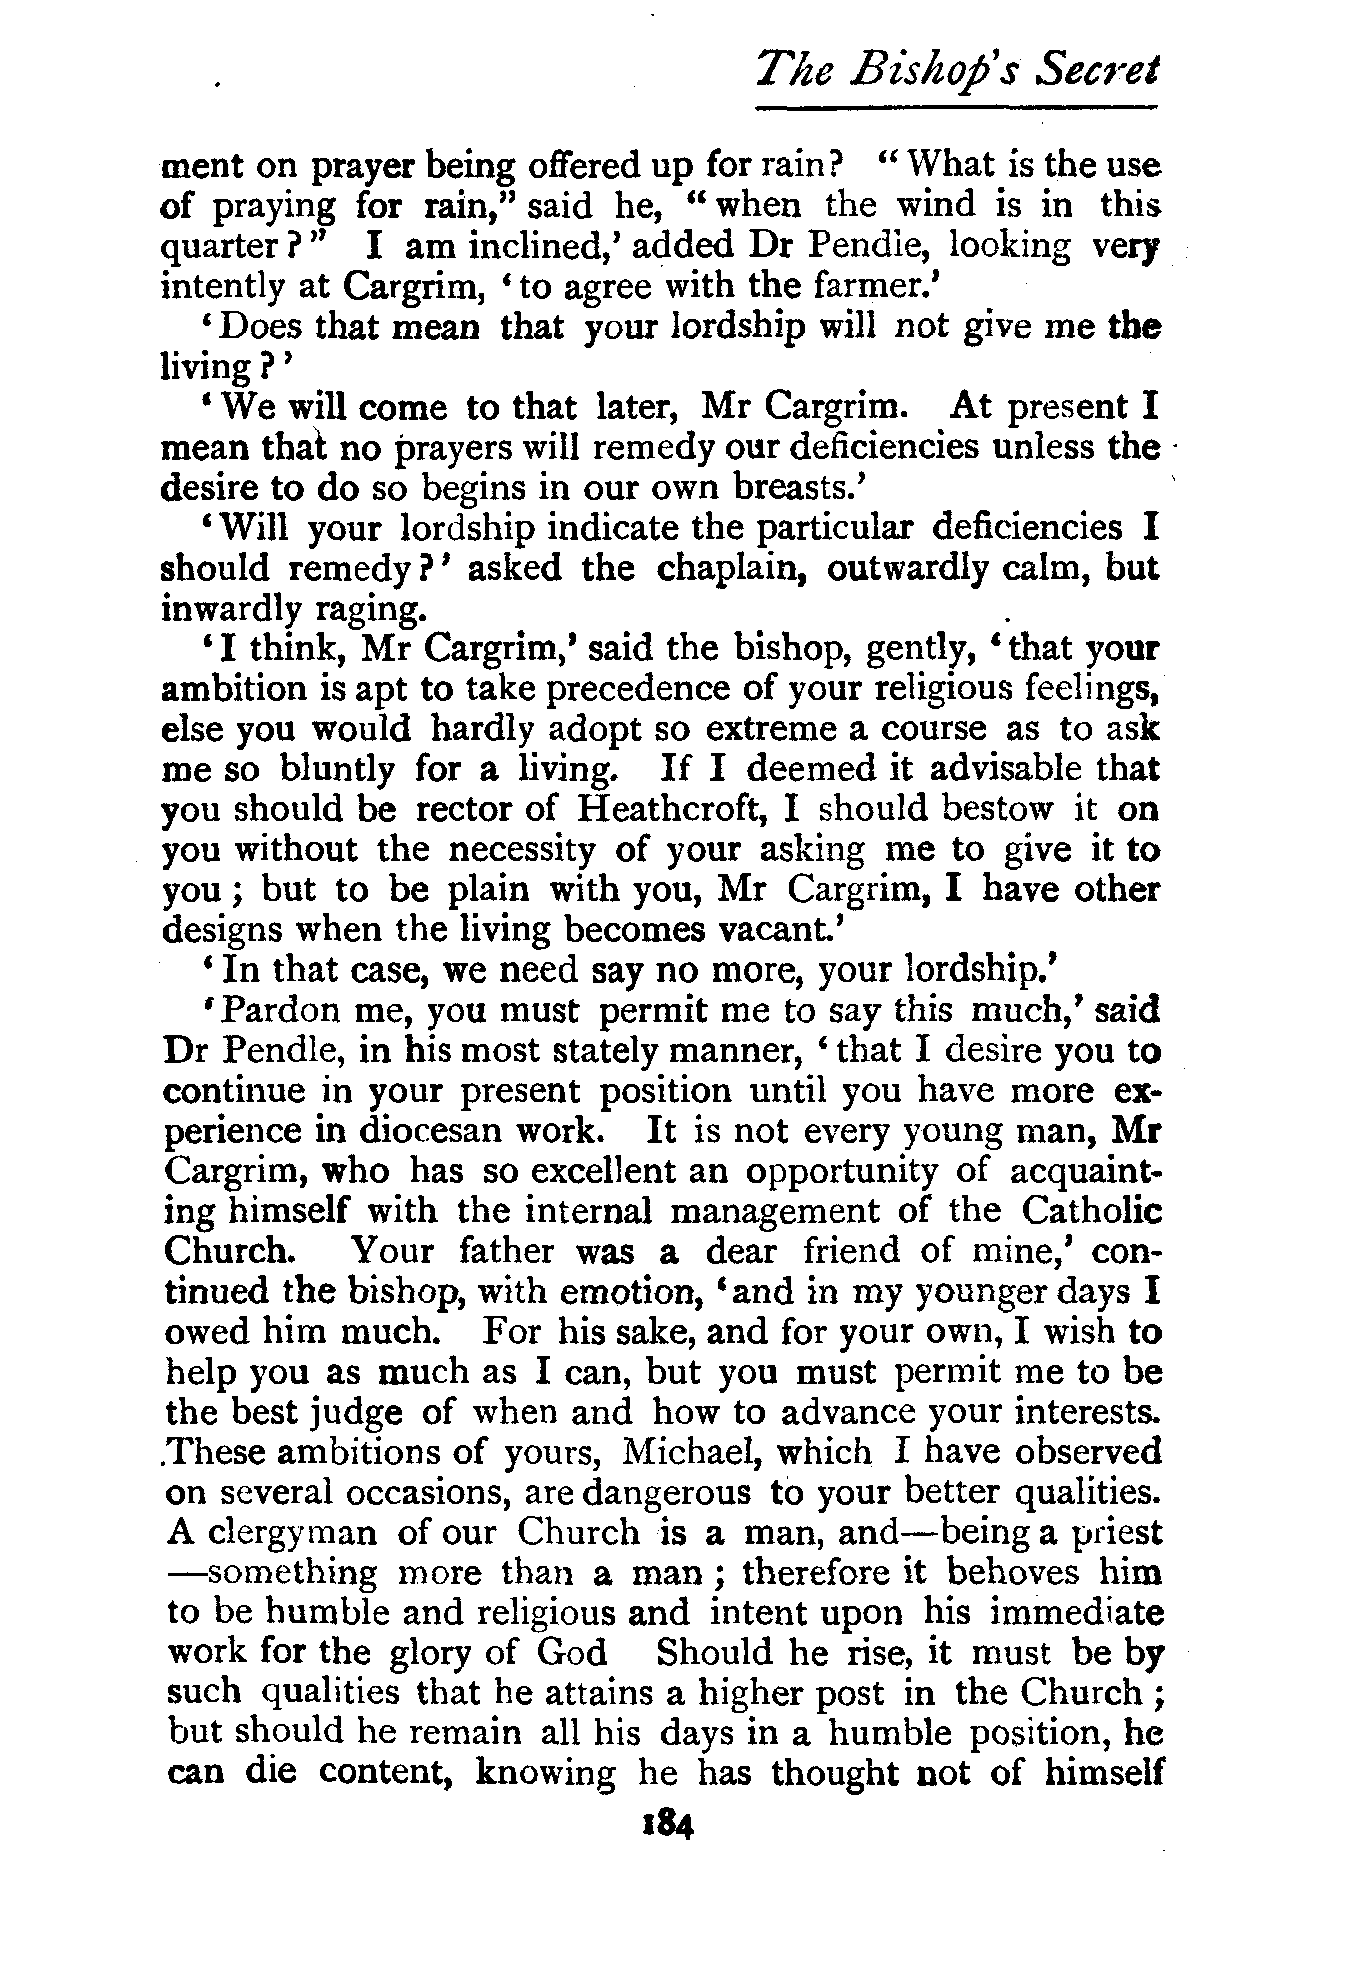 The Bishop's Secret
ment on prayer being offered up for rain? “What is the use
of praying for rain,” said he, “when the wind is in this
quarter?” I am inclined,’ added Dr Pendle, looking very
intently at Cargrim, ‘to agree with the farmer.’
‘Does that mean that your lordship will not give me the
living?’
‘We will come to that later, Mr Cargrim. At present I
mean that no prayers will remedy our deficiencies unless the
desire to do so begins in our own breasts.’
‘Will your lordship indicate the particular deficiencies I
should remedy?’ asked the chaplain, outwardly calm, but
inwardly raging.
‘I think, Mr Cargrim,’ said the bishop, gently, ‘that your
ambition is apt to take precedence of your religious feelings,
else you would hardly adopt so extreme a course as to ask
me so bluntly for a living. If I deemed it advisable that
you should be rector of Heathcroft, I should bestow it on
you without the necessity of your asking me to give it to
you; but to be plain with you, Mr Cargrim, I have other
designs when the living becomes vacant.’
‘In that case, we need say no more, your lordship.’
‘Pardon me, you must permit me to say this much,’ said
Dr Pendle, in his most stately manner, ‘that I desire you to
continue in your present position until you have more ex-
perience in diocesan work. It is not every young man, Mr
Cargrim, who has so excellent an opportunity of acquaint-
ing himself with the internal management of the Catholic
Church. Your father was a dear friend of mine,’ con-
tinued the bishop, with emotion, ‘and in my younger days I
owed him much. For his sake, and for your own, I wish to
help you as much as I can, but you must permit me to be
the best judge of when and how to advance your interests.
These ambitions of yours, Michael, which I have observed
on several occasions, are dangerous to your better qualities.
A clergyman of our Church is a man, and—being a priest
—something more than a man; therefore it behoves him
to be humble and religious and intent upon his immediate
work for the glory of God Should he rise, it must be by
such qualities that he attains a higher post in the Church;
but should he remain all his days in a humble position, he
can die content, knowing he has thought not of himself
184